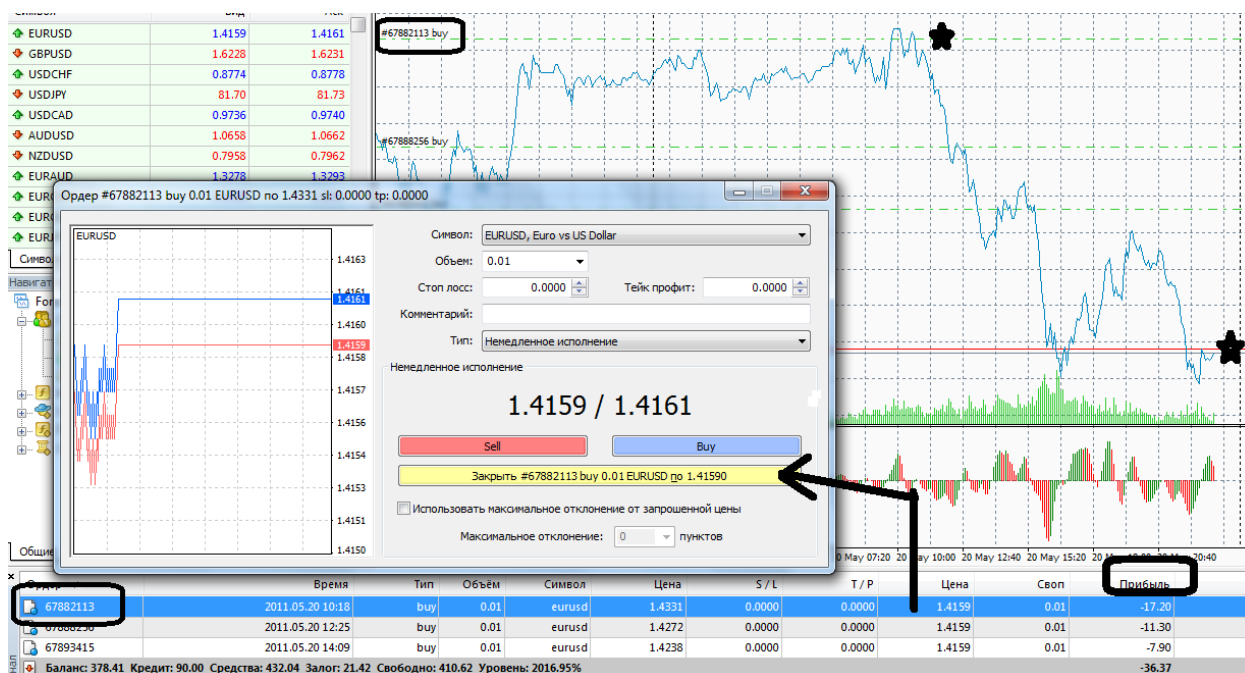 EURUSD 1.4159 1.4161
GBPUSD 1.6228 1.6231
USDCHF 0.8774 0.8778
USDJPY 81.70 81.73
USDCAD 0.9736 0.9740
AUDUSD 1.0658 1.0662
NZDUSD 0.7958 0.7962
EURAUD 1.3278 1.3293
#67882113 buy
#67888256 buy
Ордер #67882113 buy 0.01 EURUSD по 1.4331 sl: 0.0000 tp: 0.0000
EURUSD
1.4163
1.4161
1.4161
1.4160
1.4159
1.4158
1.4157
1.4156
1.4154
1.4153
1.4151
1.4150
Символ: EURUSD, Euro vs US Dollar
Объем: 0.01
Стоп лосс: 0.0000 Тейк профит: 0.0000
Комментарий:
Тип: Немедленное исполнение
Немедленное исполнение
1.4159 / 1.4161
Sell Buy
Закрыть #67882113 buy 0.01 EURUSD по 1.41590
Использовать максимальное отклонение от запрошенной цены
Максимальное отклонение: 0 пунктов
May 07:20 20 May 10:00 20 May 12:40 20 May 15:20 20 20:40
Время Тип Объём Символ Цена S / L T / P Цена Своп Прибыль
67882113 2011.05.20 10:18 buy 0.01 eurusd 1.4331 0.0000 0.0000 1.4159 0.01 -17.20
67888256 2011.05.20 12:25 buy 0.01 eurusd 1.4272 0.0000 0.0000 1.4159 0.01 -11.30
67893415 2011.05.20 14:09 buy 0.01 eurusd 1.4238 0.0000 0.0000 1.4159 0.01 -7.90
Баланс: 378.41 Кредит: 90.00 Средства: 432.04 Залог: 21.42 Свободно: 410.62 Уровень: 2016.95% -36.37